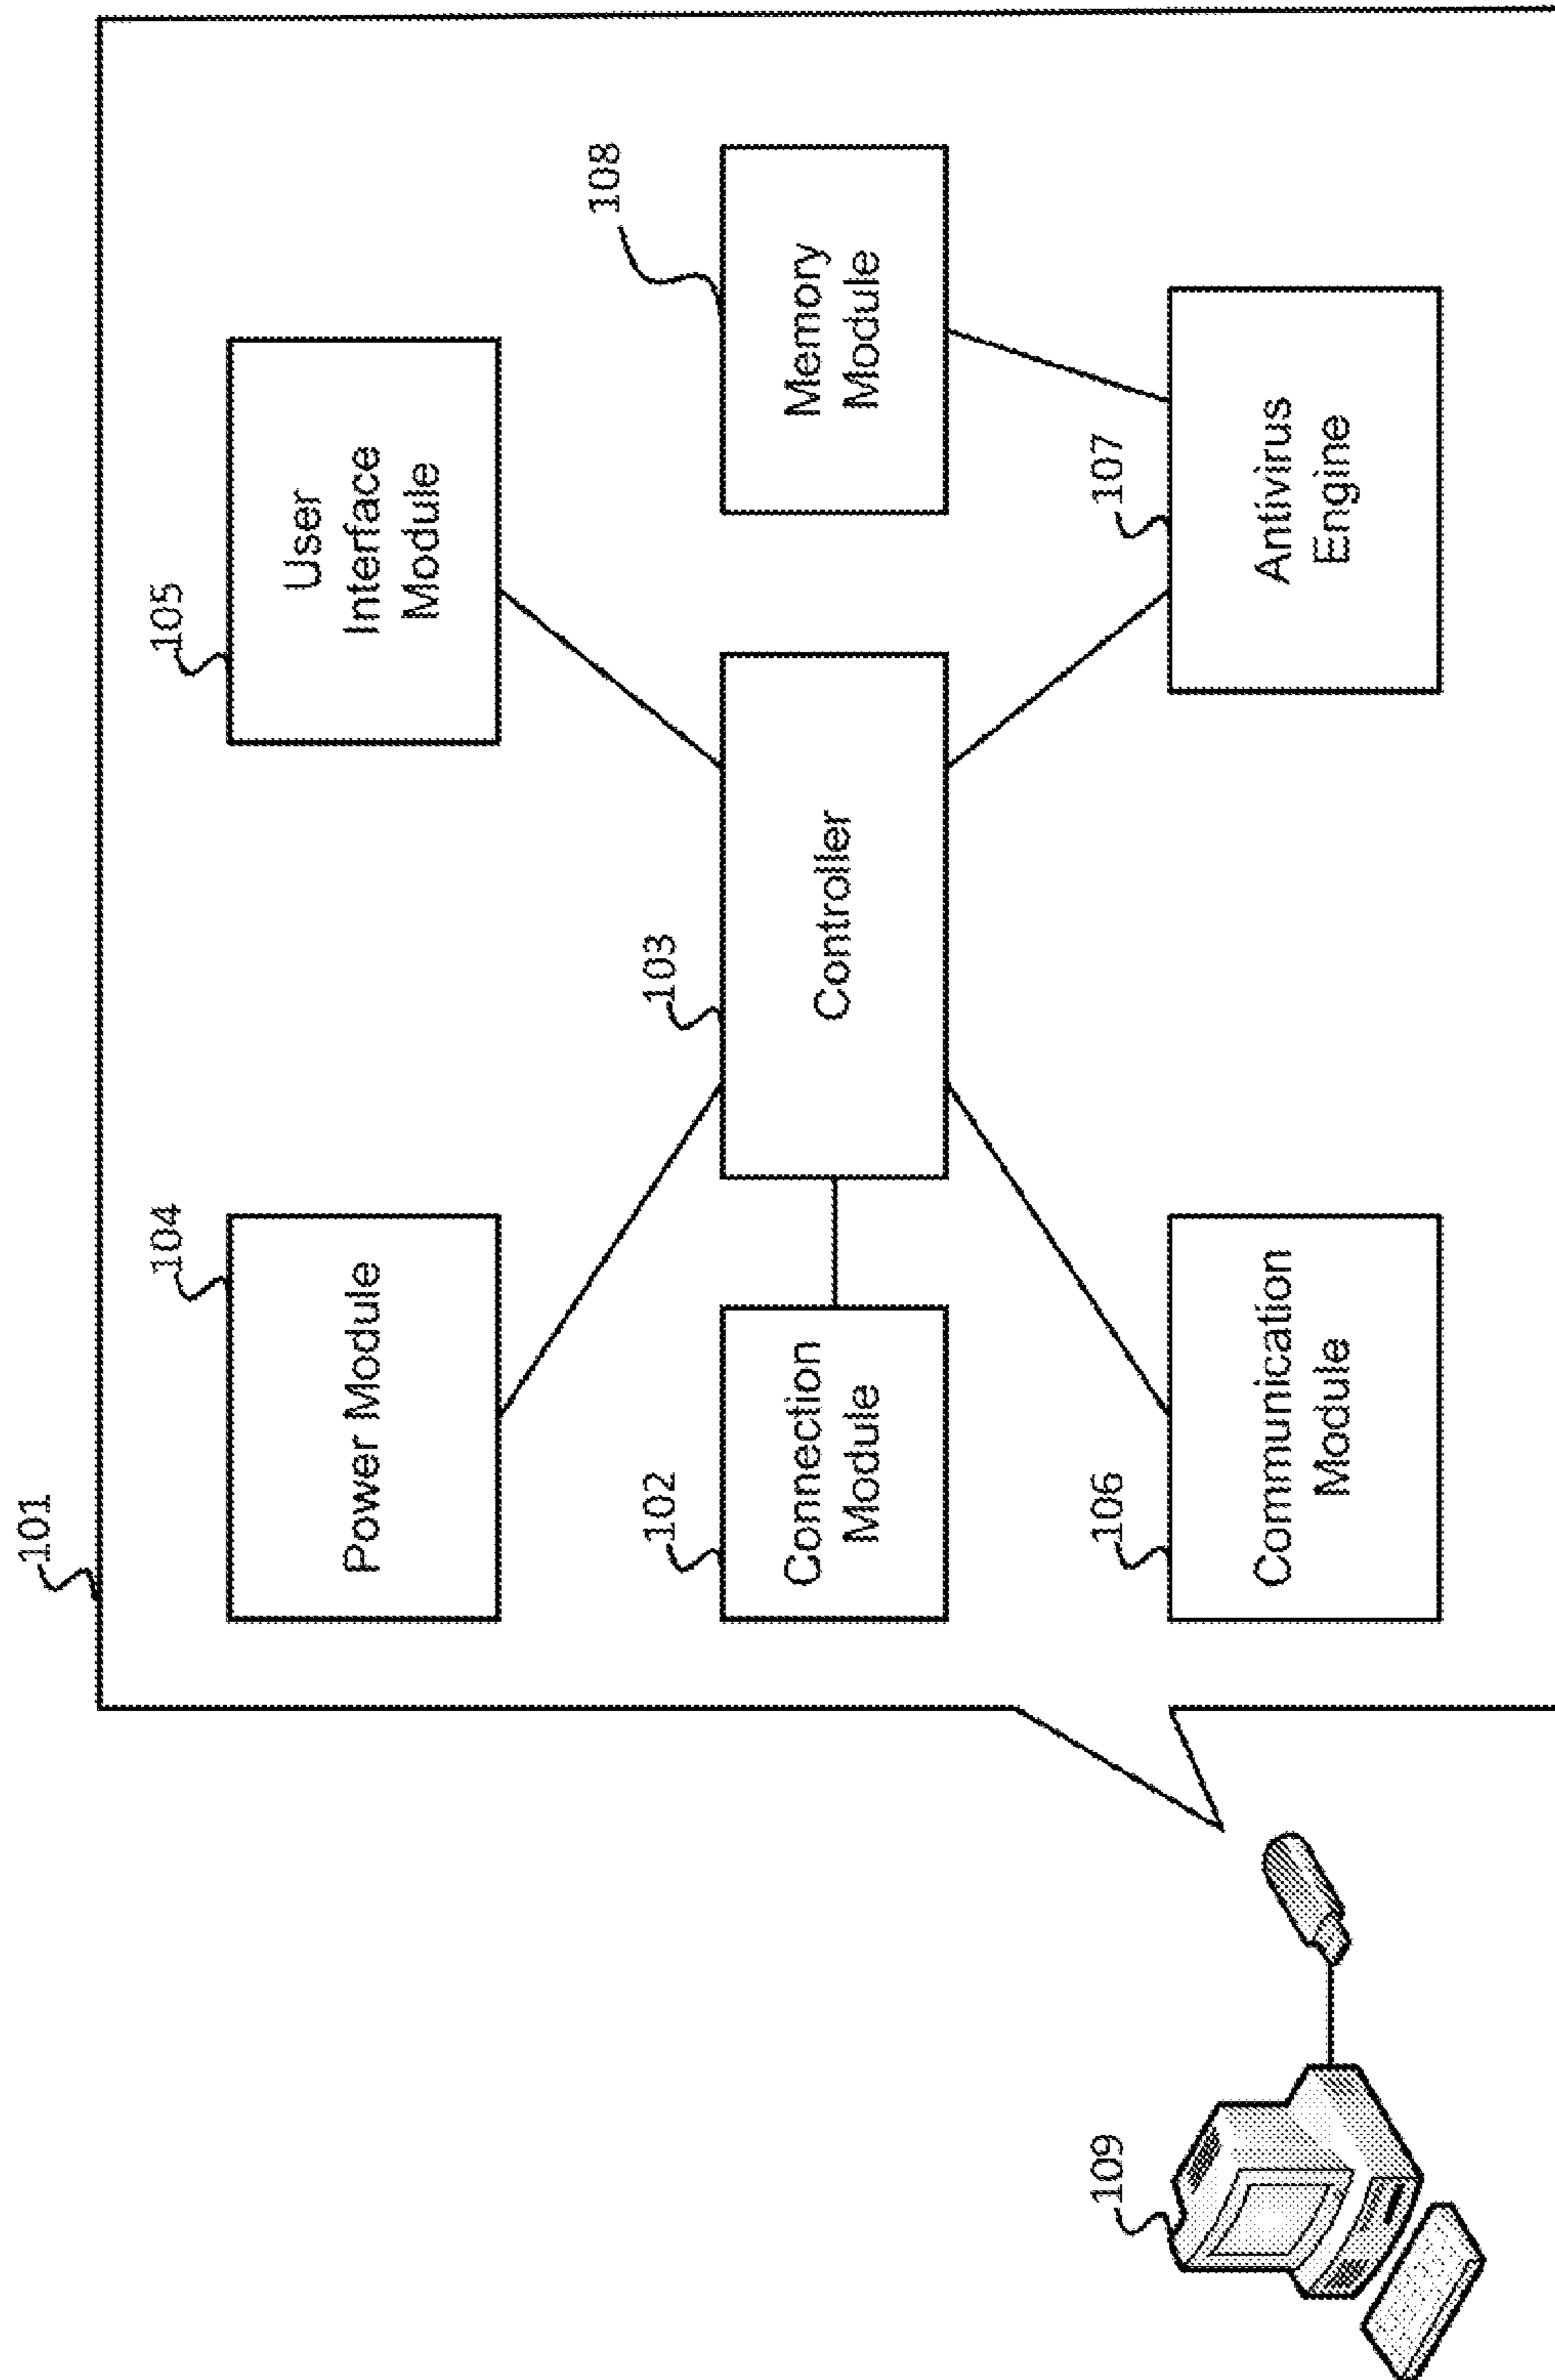 101
104
Power Module
105
User
Interface
Module
103
Controller
102
Connection
Module
108
Memory
Module
106
Communication
Module
107
Antivirus
Engine
109